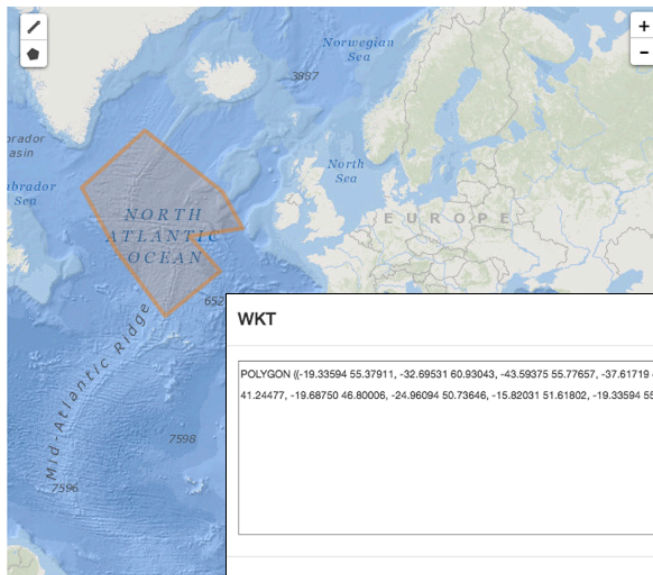 Norwegian
Sea
3887
brador
asin
abrador
Sea
North
Sea
NORTH
ATLANTIC
OCEAN
EUROPE
652
Mid-Atlantic Ridge
7598
7596
+
−
WKT
POLYGON ((-19.33594 55.37911, -32.69531 60.93043, -43.59375 55.77657, -37.61719
41.24477, -19.68750 46.80006, -24.96094 50.73646, -15.82031 51.61802, -19.33594 55